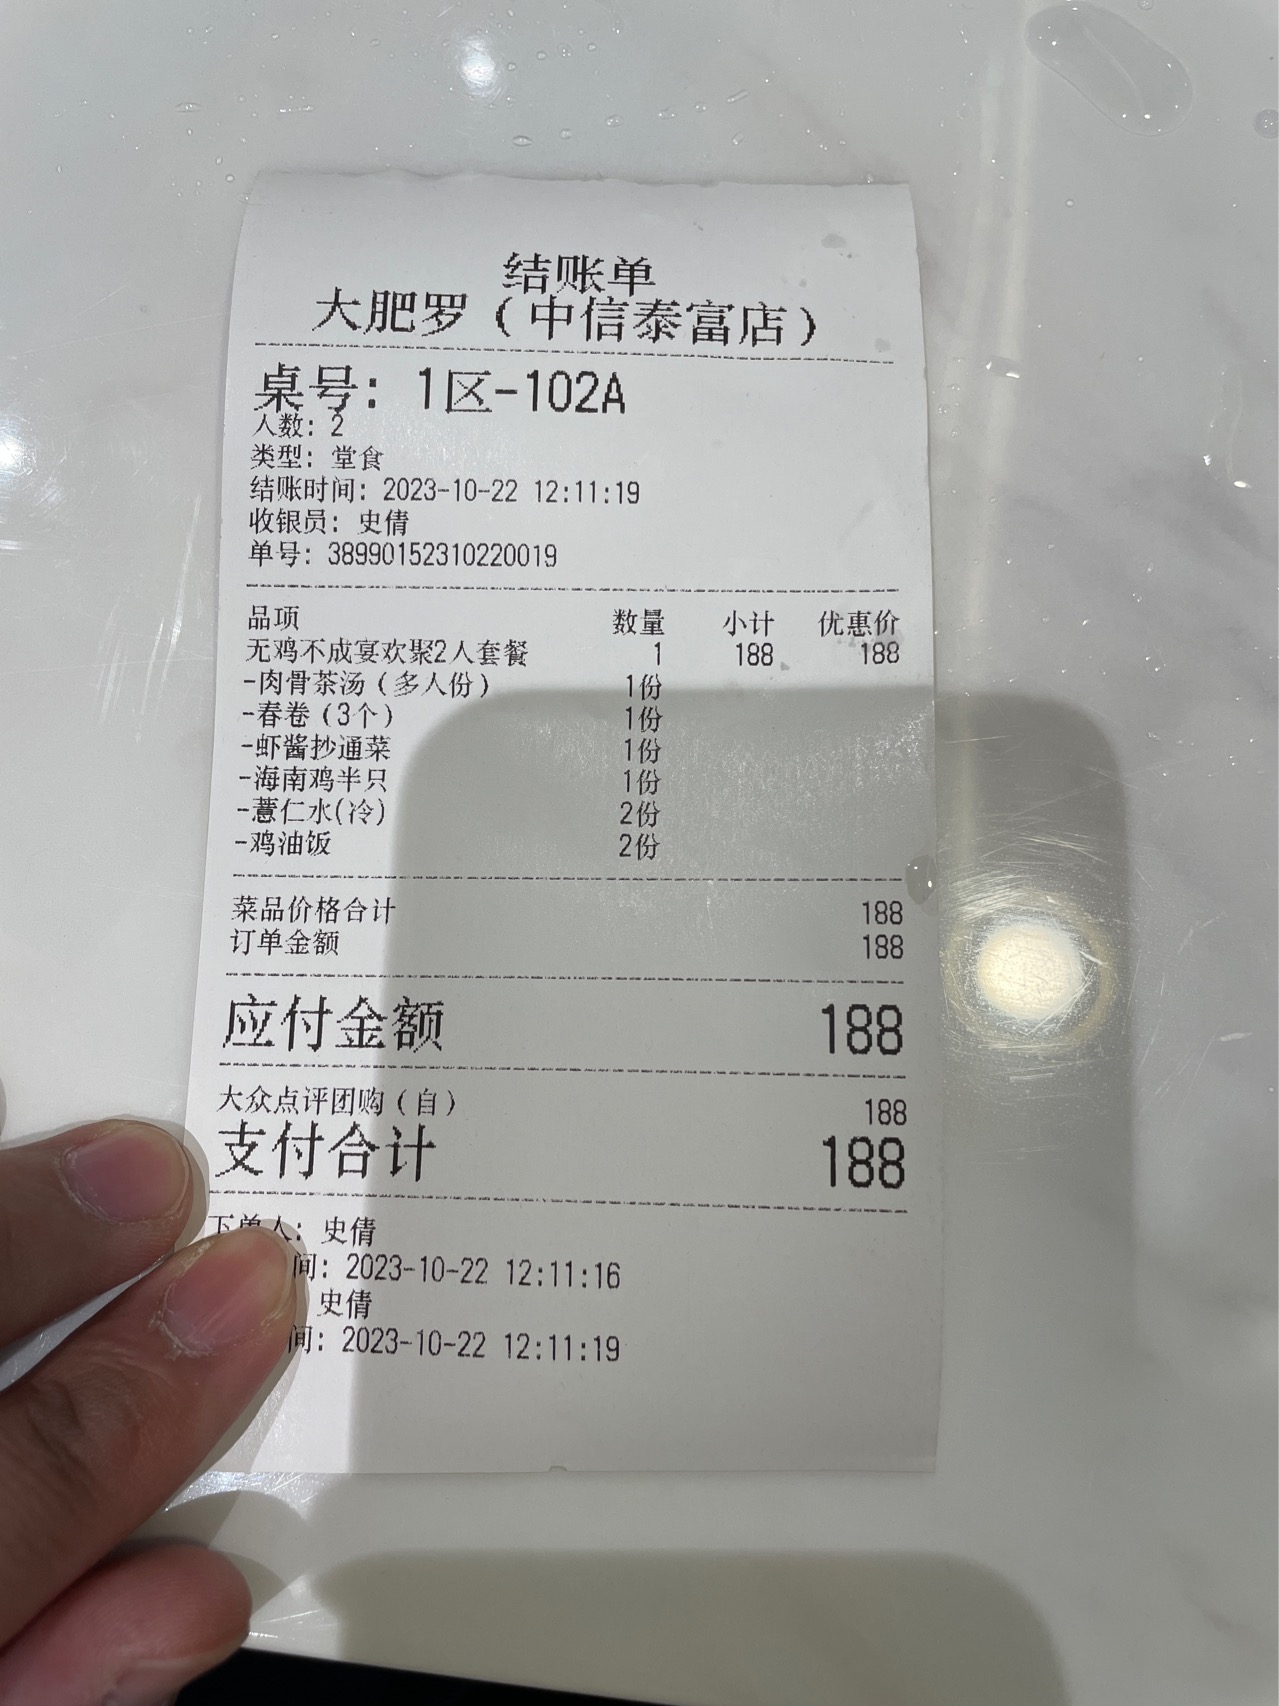 结账单
大肥罗（中信泰富店）
桌号：1区-102A
人数：2
类型：堂食
结账时间：2023-10-22 12:11:19
收银员：史倩
单号：38990152310220019
品项 数量 小计 优惠价
无鸡不成宴欢聚2人套餐 1 188 188
-肉骨茶汤（多人份） 1份
-春卷（3个） 1份
-虾酱抄通菜 1份
-海南鸡半只 1份
-薏仁水(冷) 2份
-鸡油饭 2份
菜品价格合计 188
订单金额 188
应付金额 188
大众点评团购（自） 188
支付合计 188
下单人：史倩
间：2023-10-22 12:11:16
史倩
间：2023-10-22 12:11:19